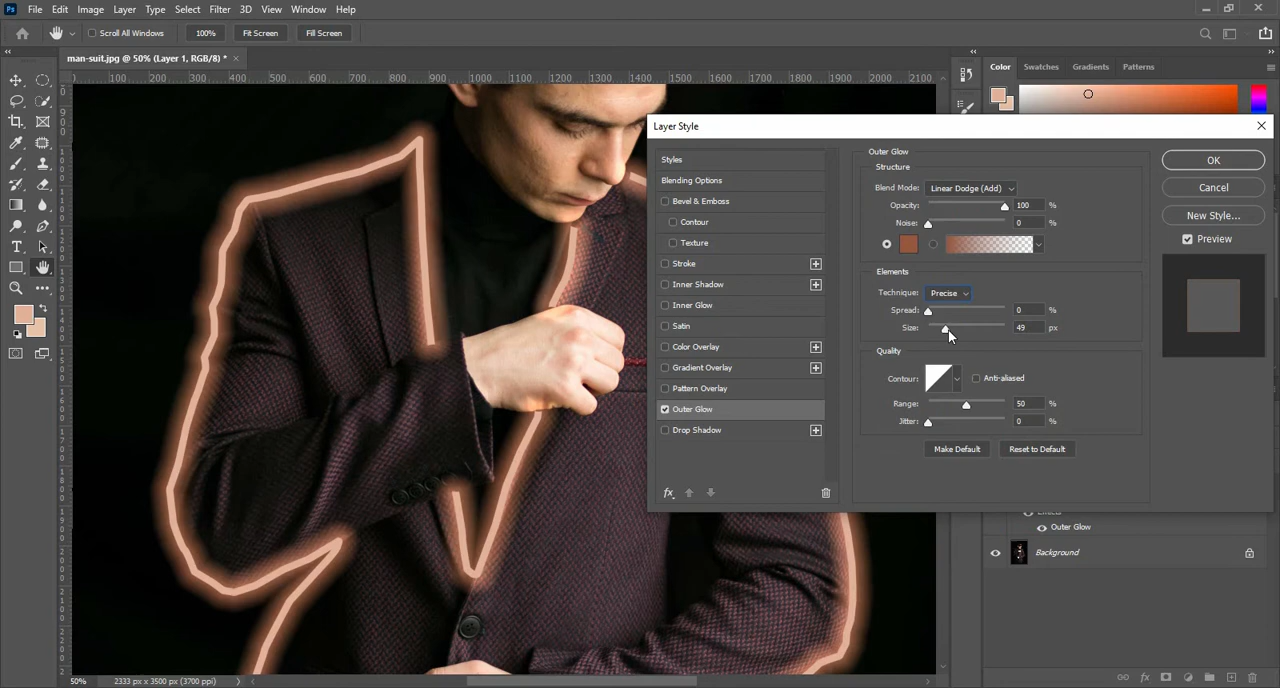 Ps File Edit Image Layer Type Select Filter 3D View Window Help
Scroll All Windows 100% Fit Screen Fill Screen
man-suit.jpg @ 50% (Layer 1, RGB/8) *
Color Swatches Gradients Patterns
0 100 200 300 400 500 600 700 800 900 1000 1100 1200 1300 1400 1500 1600 1700 1800 1900 2000 2100
Layer Style
Styles
Blending Options
Bevel & Emboss
Contour
Texture
Stroke
Inner Shadow
Inner Glow
Satin
Color Overlay
Gradient Overlay
Pattern Overlay
Outer Glow
Drop Shadow
fx
Outer Glow
Structure
Blend Mode: Linear Dodge (Add)
Opacity: 100 %
Noise: 0 %
Elements
Technique: Precise
Spread: 0 %
Size: 49 px
Quality
Contour: Anti-aliased
Range: 50 %
Jitter: 0 %
Make Default Reset to Default
OK
Cancel
New Style...
Preview
Effects
Outer Glow
Background
50% 2333 px x 3500 px (3700 ppi)
fx